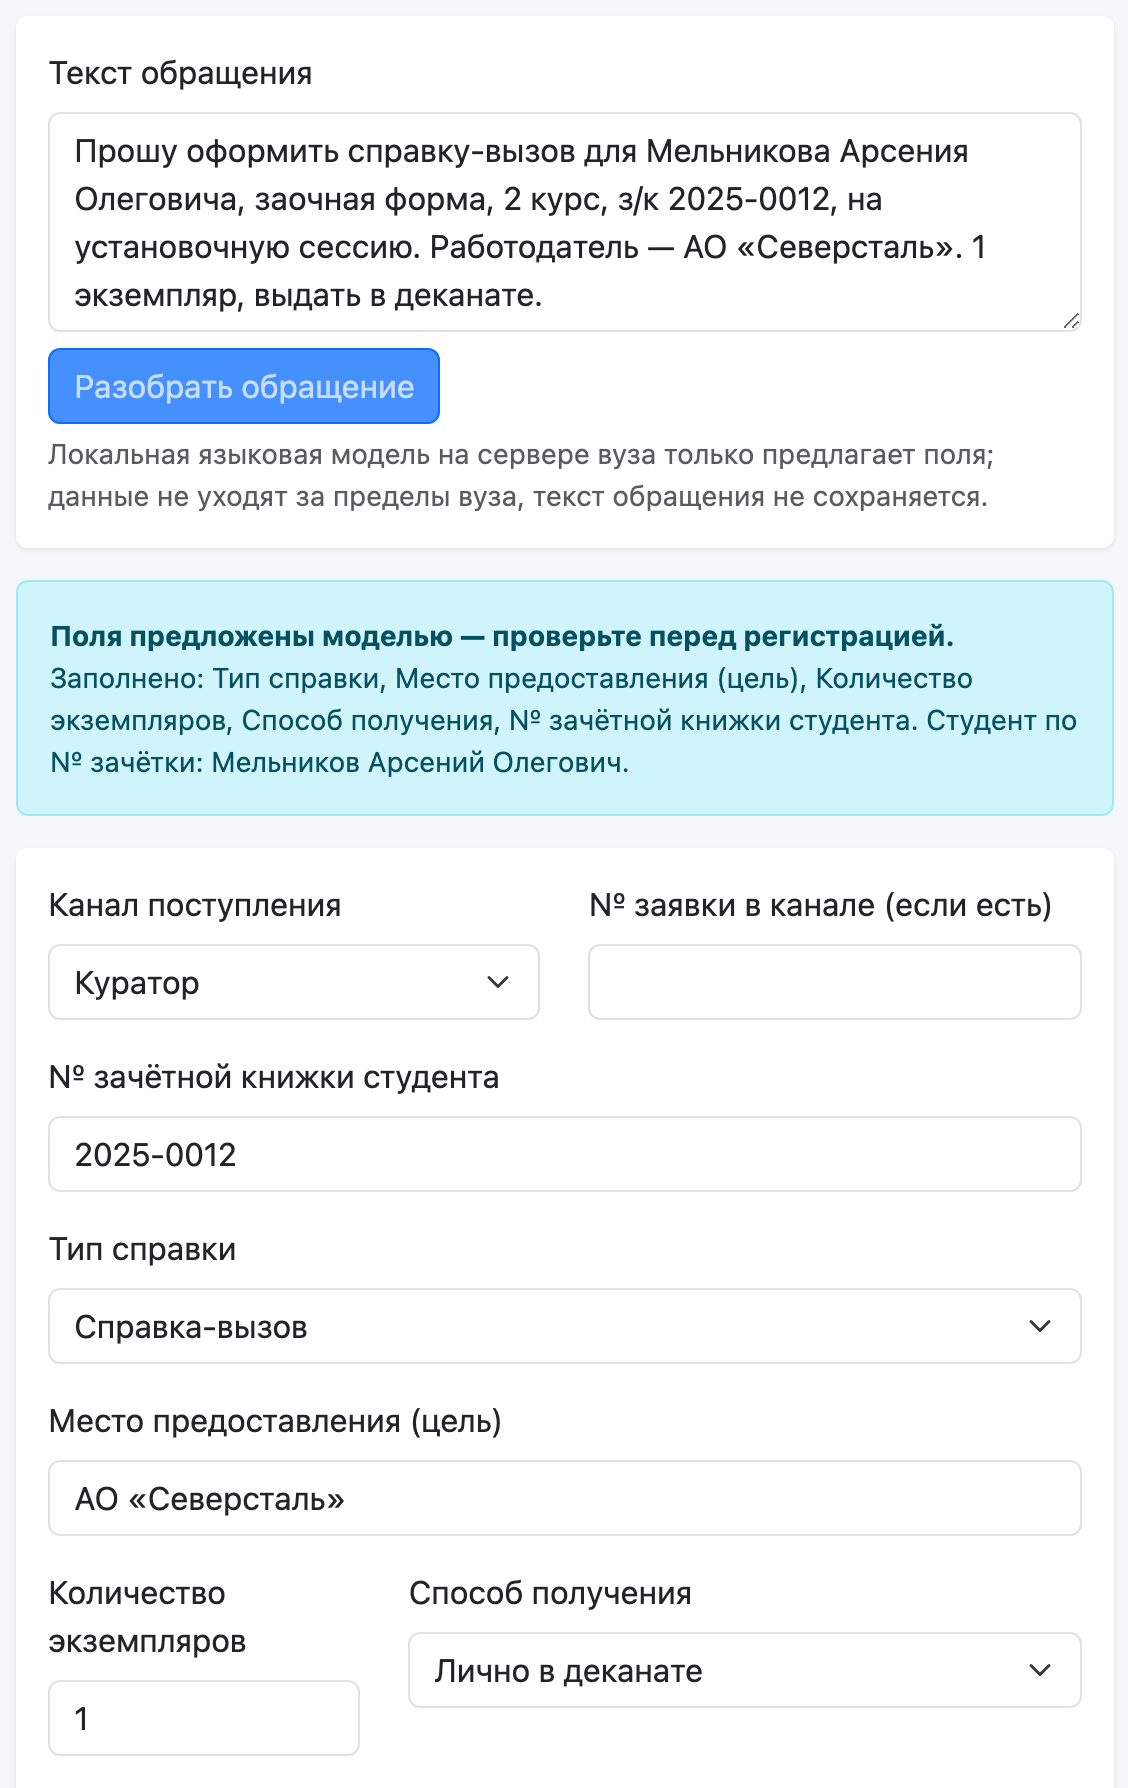 Текст обращения
Прошу оформить справку-вызов для Мельникова Арсения
Олеговича, заочная форма, 2 курс, з/к 2025-0012, на
установочную сессию. Работодатель — АО «Северсталь». 1
экземпляр, выдать в деканате.
Разобрать обращение
Локальная языковая модель на сервере вуза только предлагает поля;
данные не уходят за пределы вуза, текст обращения не сохраняется.
Поля предложены моделью — проверьте перед регистрацией.
Заполнено: Тип справки, Место предоставления (цель), Количество
экземпляров, Способ получения, № зачётной книжки студента. Студент по
№ зачётки: Мельников Арсений Олегович.
Канал поступления
Куратор
№ заявки в канале (если есть)
№ зачётной книжки студента
2025-0012
Тип справки
Справка-вызов
Место предоставления (цель)
АО «Северсталь»
Количество
экземпляров
1
Способ получения
Лично в деканате